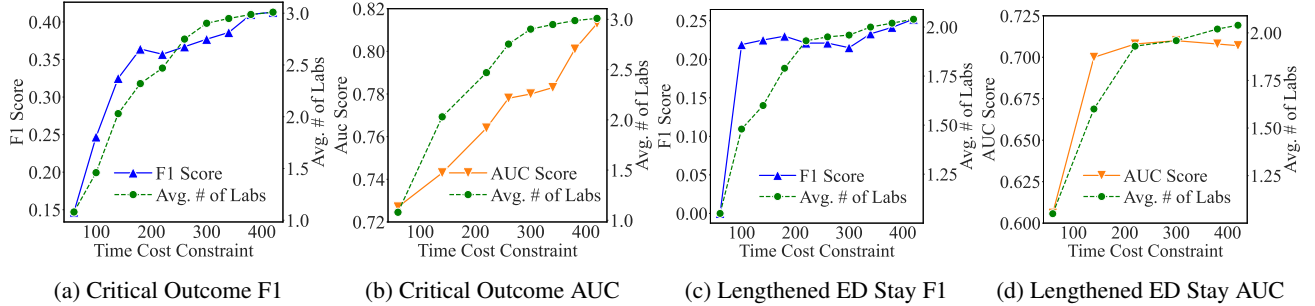 0.40
0.35
0.30
0.25
0.20
0.15
F1 Score
3.0
2.5
2.0
1.5
1.0
Avg. # of Labs
F1 Score
Avg. # of Labs
100 200 300 400
Time Cost Constraint
(a) Critical Outcome F1
0.82
0.80
0.78
0.76
0.74
0.72
Auc Score
3.0
2.5
2.0
1.5
1.0
Avg. # of Labs
AUC Score
Avg. # of Labs
100 200 300 400
Time Cost Constraint
(b) Critical Outcome AUC
0.25
0.20
0.15
0.10
0.05
0.00
F1 Score
2.00
1.75
1.50
1.25
Avg. # of Labs
F1 Score
Avg. # of Labs
100 200 300 400
Time Cost Constraint
(c) Lengthened ED Stay F1
0.725
0.700
0.675
0.650
0.625
0.600
AUC Score
2.00
1.75
1.50
1.25
Avg. # of Labs
AUC Score
Avg. # of Labs
100 200 300 400
Time Cost Constraint
(d) Lengthened ED Stay AUC